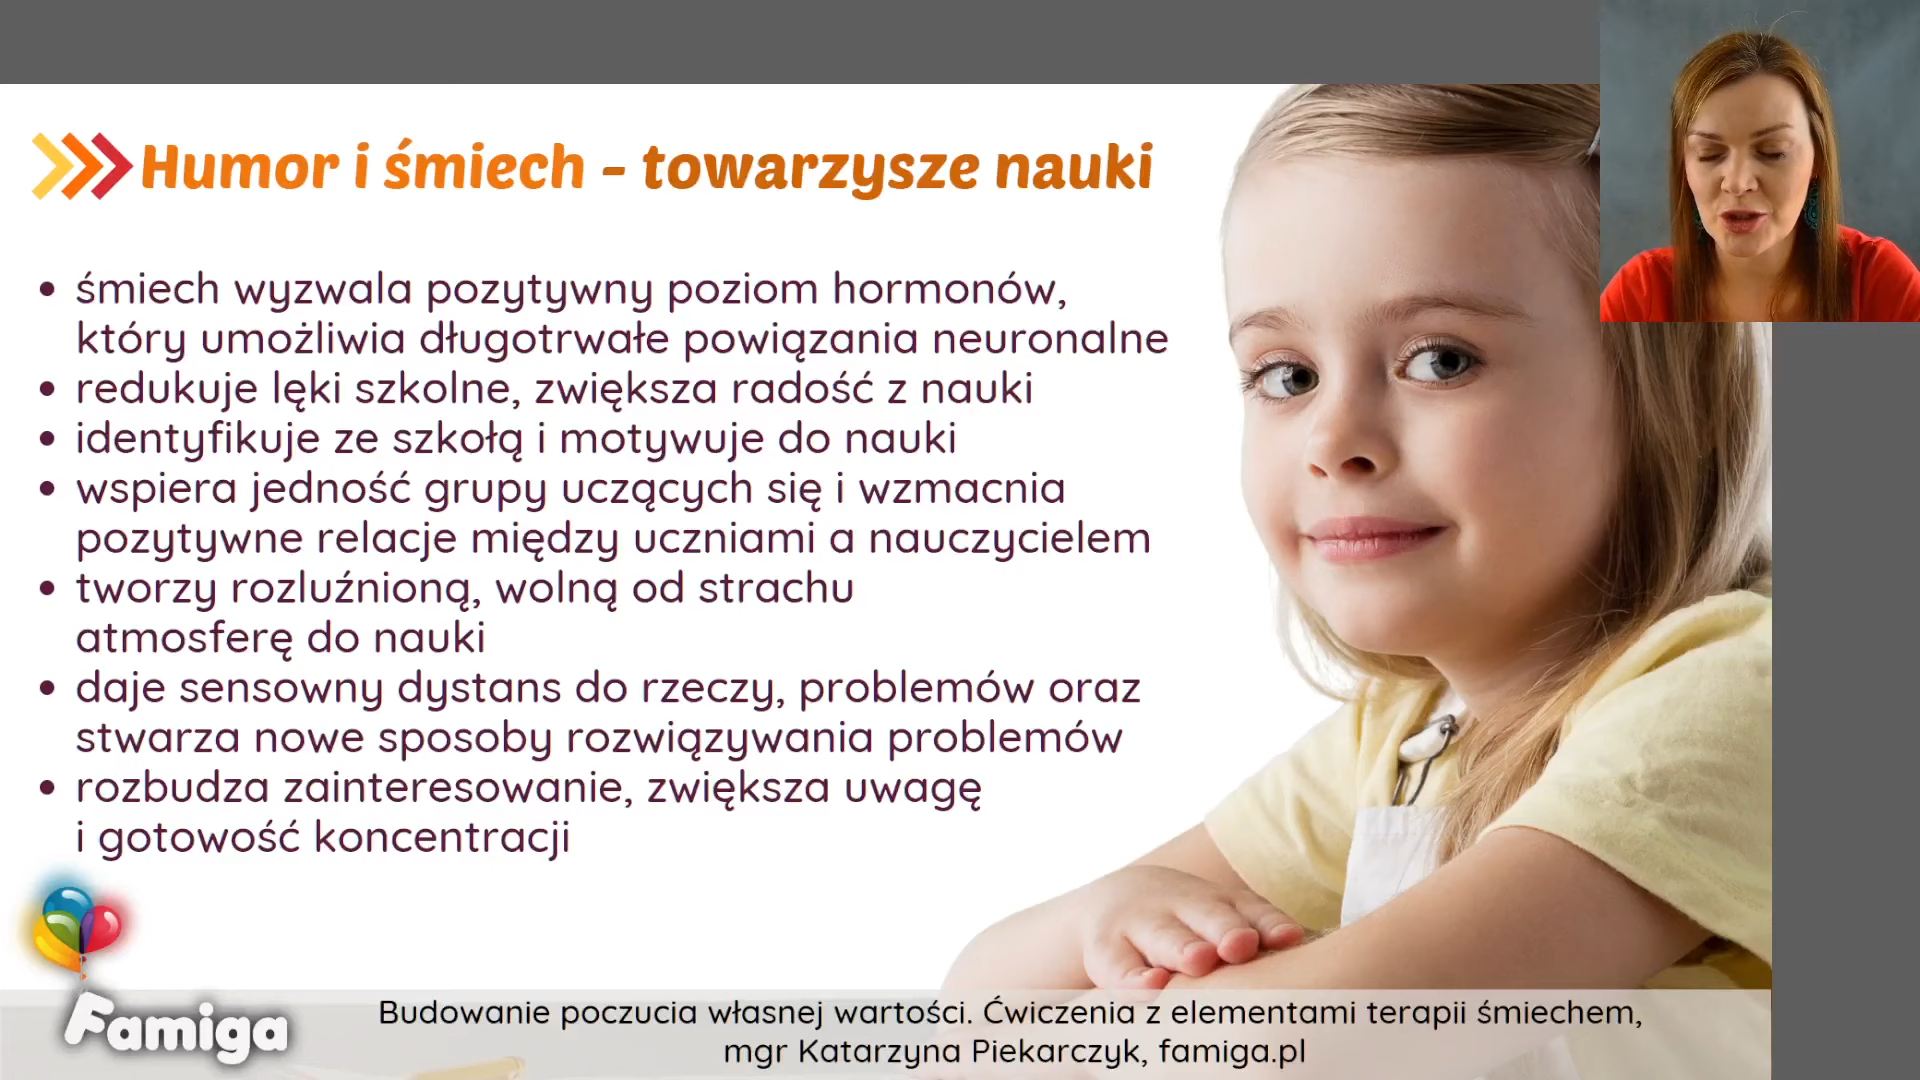 Humor i śmiech - towarzysze nauki
• śmiech wyzwala pozytywny poziom hormonów,
który umożliwia długotrwałe powiązania neuronalne
• redukuje lęki szkolne, zwiększa radość z nauki
• identyfikuje ze szkołą i motywuje do nauki
• wspiera jedność grupy uczących się i wzmacnia
pozytywne relacje między uczniami a nauczycielem
• tworzy rozluźnioną, wolną od strachu
atmosferę do nauki
• daje sensowny dystans do rzeczy, problemów oraz
stwarza nowe sposoby rozwiązywania problemów
• rozbudza zainteresowanie, zwiększa uwagę
i gotowość koncentracji
Famiga
Budowanie poczucia własnej wartości. Ćwiczenia z elementami terapii śmiechem,
mgr Katarzyna Piekarczyk, famiga.pl